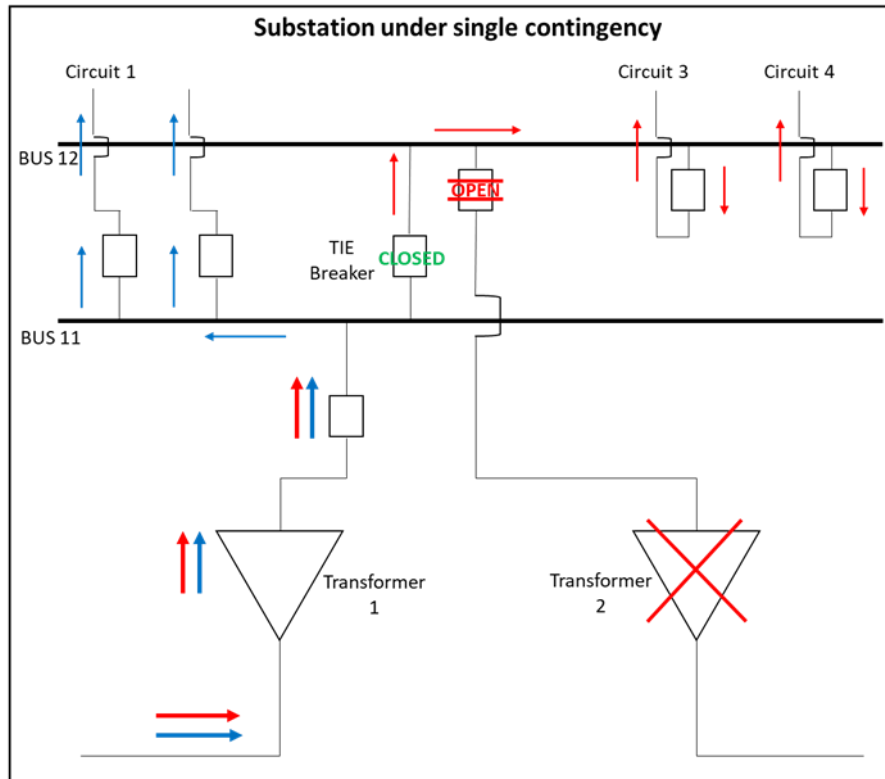 Substation under single contingency
Circuit 1
Circuit 3
Circuit 4
BUS 12
OPEN
TIE
Breaker
CLOSED
BUS 11
Transformer
1
Transformer
2